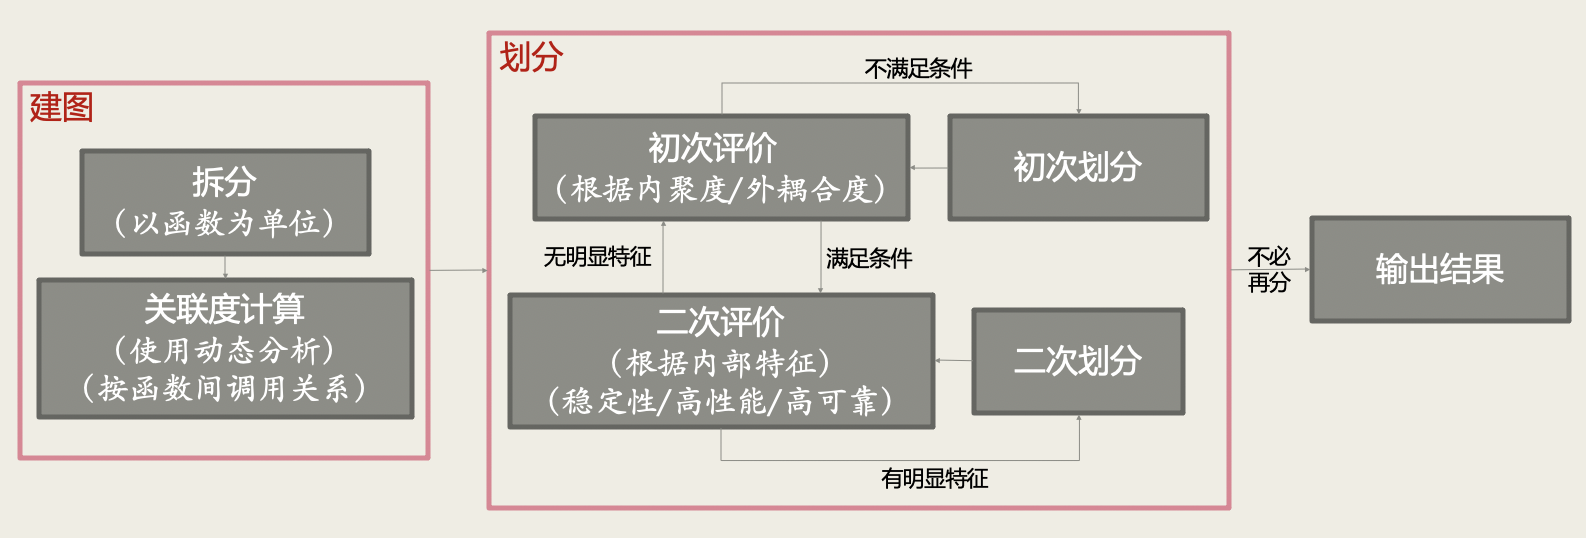 建图
拆分
（以函数为单位）
关联度计算
（使用动态分析）
（按函数间调用关系）
划分
不满足条件
初次评价
（根据内聚度/外耦合度）
初次划分
无明显特征
满足条件
二次评价
（根据内部特征）
（稳定性/高性能/高可靠）
二次划分
有明显特征
不必
再分
输出结果